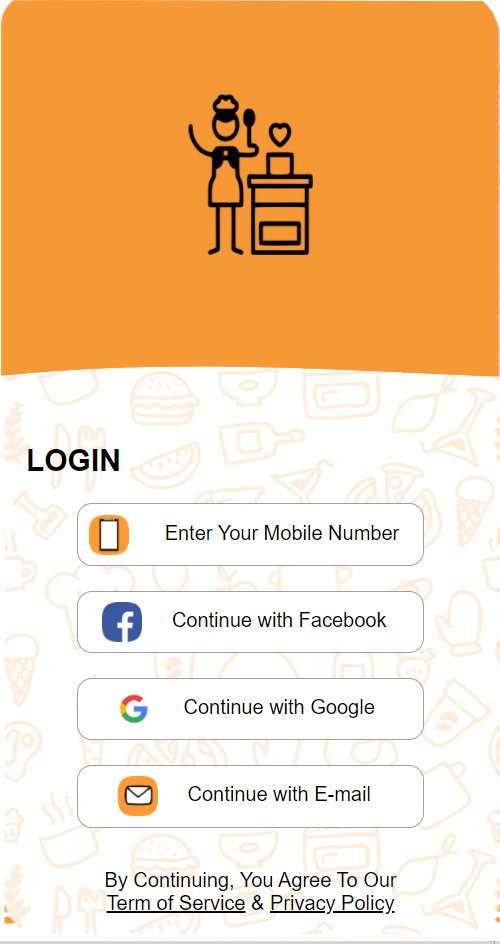 LOGIN
Enter Your Mobile Number
Continue with Facebook
Continue with Google
Continue with E-mail
By Continuing, You Agree To Our
Term of Service & Privacy Policy